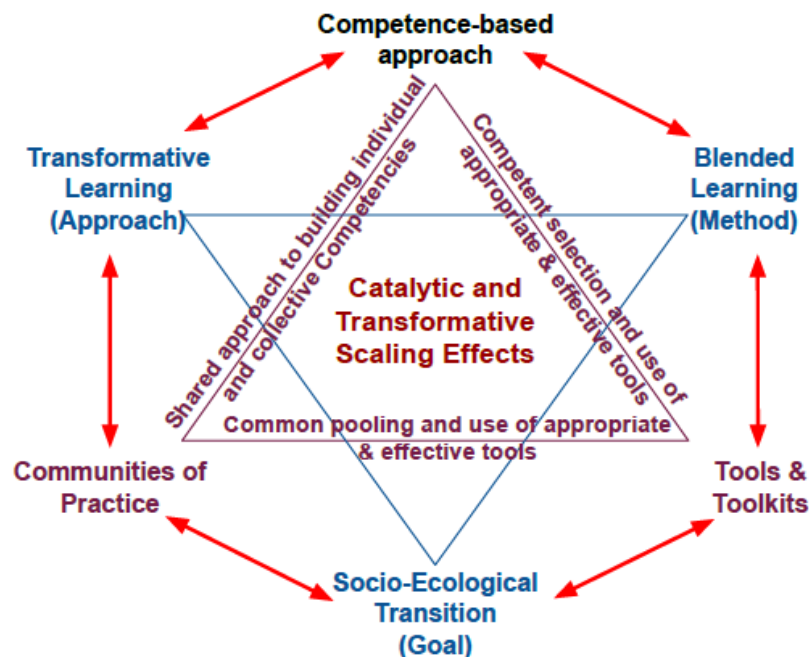 Competence-based
approach
Transformative
Learning
(Approach)
Blended
Learning
(Method)
Shared approach to building individual
and collective Competencies
Competent selection and use of
appropriate & effective tools
Catalytic and
Transformative
Scaling Effects
Common pooling and use of appropriate
& effective tools
Communities of
Practice
Tools &
Toolkits
Socio-Ecological
Transition
(Goal)